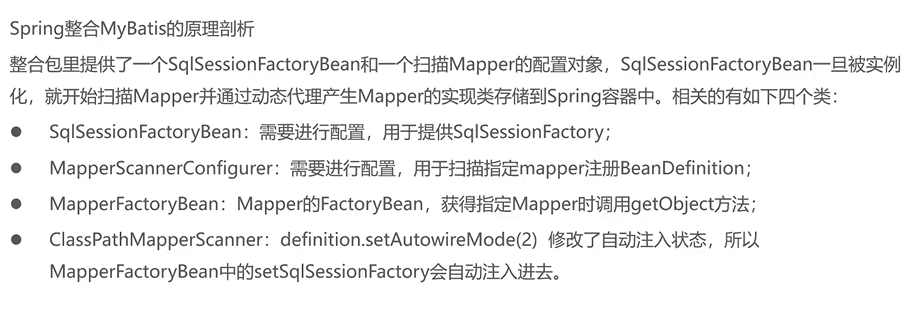 Spring整合MyBatis的原理剖析
整合包里提供了一个SqlSessionFactoryBean和一个扫描Mapper的配置对象，SqlSessionFactoryBean一旦被实例
化，就开始扫描Mapper并通过动态代理产生Mapper的实现类存储到Spring容器中。相关的有如下四个类：
● SqlSessionFactoryBean：需要进行配置，用于提供SqlSessionFactory；
● MapperScannerConfigurer：需要进行配置，用于扫描指定mapper注册BeanDefinition；
● MapperFactoryBean：Mapper的FactoryBean，获得指定Mapper时调用getObject方法；
● ClassPathMapperScanner：definition.setAutowireMode(2) 修改了自动注入状态，所以
MapperFactoryBean中的setSqlSessionFactory会自动注入进去。